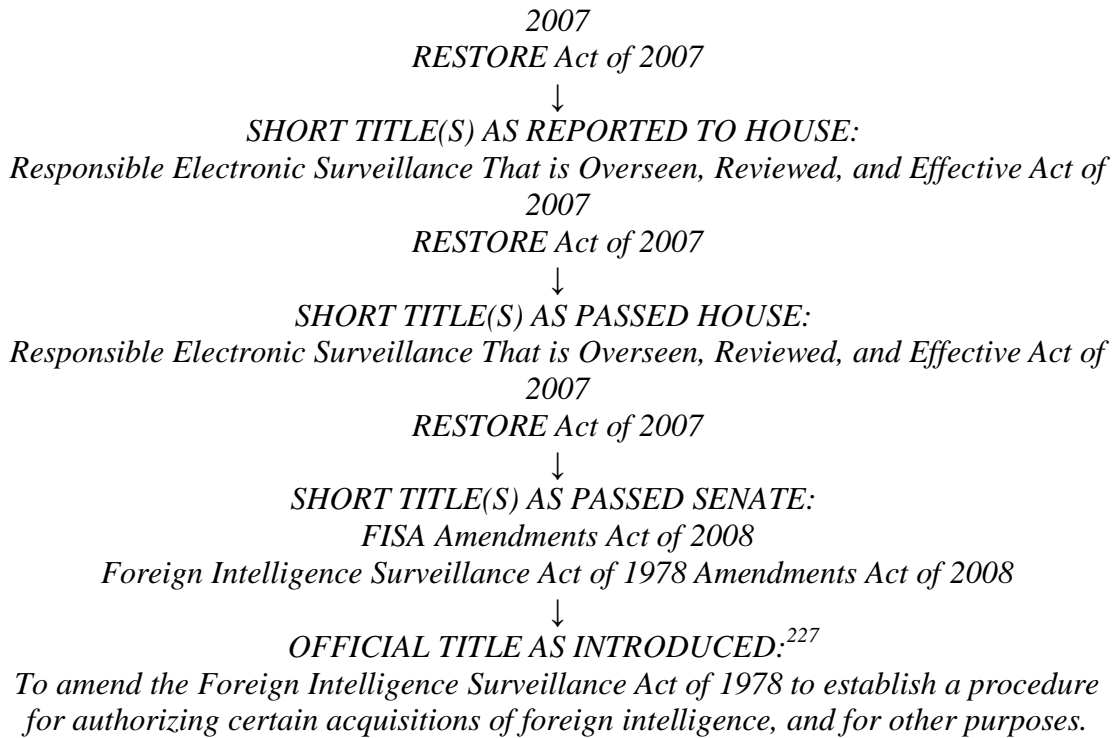 2007
RESTORE Act of 2007
↓
SHORT TITLE(S) AS REPORTED TO HOUSE:
Responsible Electronic Surveillance That is Overseen, Reviewed, and Effective Act of
2007
RESTORE Act of 2007
↓
SHORT TITLE(S) AS PASSED HOUSE:
Responsible Electronic Surveillance That is Overseen, Reviewed, and Effective Act of
2007
RESTORE Act of 2007
↓
SHORT TITLE(S) AS PASSED SENATE:
FISA Amendments Act of 2008
Foreign Intelligence Surveillance Act of 1978 Amendments Act of 2008
↓
OFFICIAL TITLE AS INTRODUCED:227
To amend the Foreign Intelligence Surveillance Act of 1978 to establish a procedure
for authorizing certain acquisitions of foreign intelligence, and for other purposes.